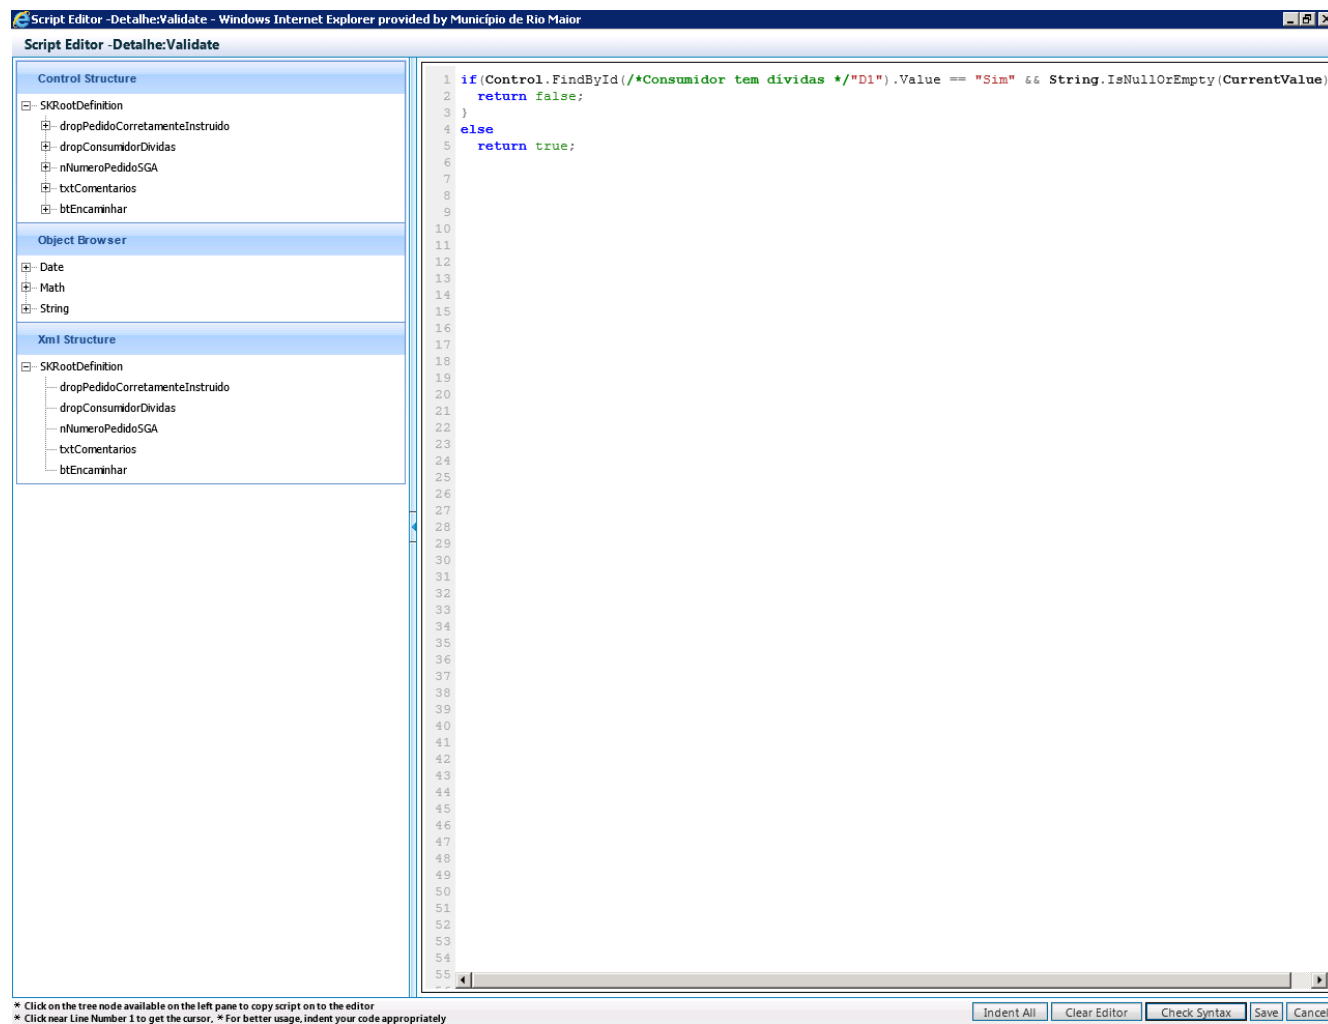 Script Editor -Detalhe:Validate - Windows Internet Explorer provided by Município de Rio Maior
Script Editor -Detalhe:Validate
Control Structure
SKRootDefinition
dropPedidoCorretamenteInstruido
dropConsumidorDividas
nNumeroPedidoSGA
txtComentarios
btEncaminhar
Object Browser
Date
Math
String
Xml Structure
SKRootDefinition
dropPedidoCorretamenteInstruido
dropConsumidorDividas
nNumeroPedidoSGA
txtComentarios
btEncaminhar
1 if(Control.FindById(/*Consumidor tem dívidas */"D1").Value == "Sim" && String.IsNullOrEmpty(CurrentValue)
2 return false;
3 }
4 else
5 return true;
6
7
8
9
10
11
12
13
14
15
16
17
18
19
20
21
22
23
24
25
26
27
28
29
30
31
32
33
34
35
36
37
38
39
40
41
42
43
44
45
46
47
48
49
50
51
52
53
54
55
* Click on the tree node available on the left pane to copy script on to the editor
* Click near Line Number 1 to get the cursor, * For better usage, indent your code appropriately
Indent All Clear Editor Check Syntax Save Cancel